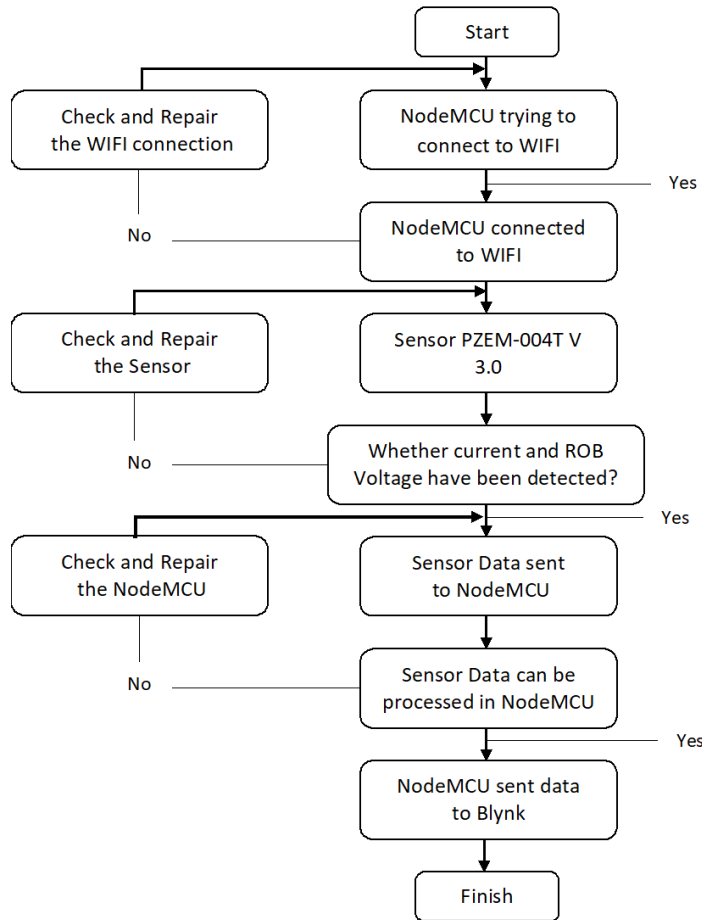 Start
Check and Repair
the WIFI connection
NodeMCU trying to
connect to WIFI
Yes
No
NodeMCU connected
to WIFI
Check and Repair
the Sensor
Sensor PZEM-004T V
3.0
No
Whether current and ROB
Voltage have been detected?
Yes
Check and Repair
the NodeMCU
Sensor Data sent
to NodeMCU
No
Sensor Data can be
processed in NodeMCU
Yes
NodeMCU sent data
to Blynk
Finish